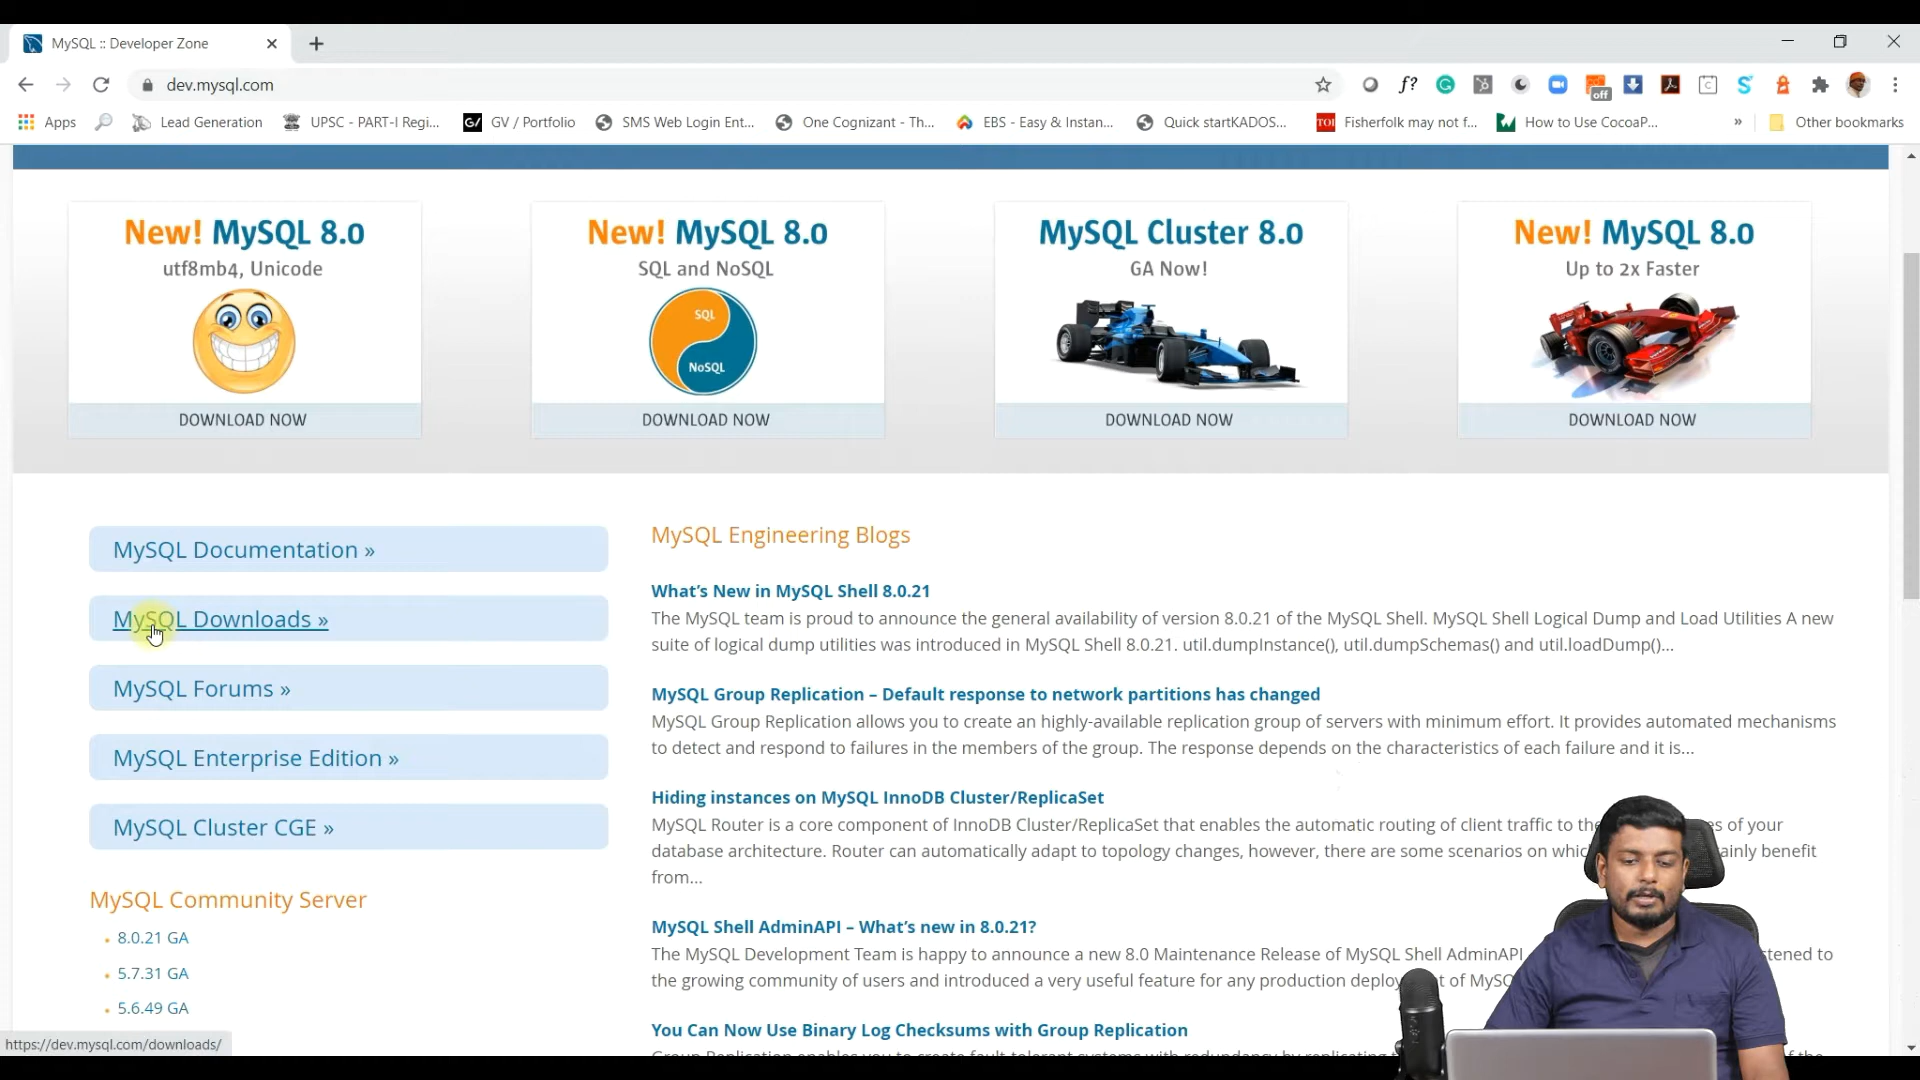 MySQL :: Developer Zone
dev.mysql.com
f?
off
Apps
Lead Generation
UPSC - PART-I Regi...
GV / Portfolio
SMS Web Login Ent...
One Cognizant - Th...
EBS - Easy & Instan...
Quick startKADOS...
TOI
Fisherfolk may not f...
How to Use CocoaP...
»
Other bookmarks
New! MySQL 8.0
utf8mb4, Unicode
DOWNLOAD NOW
New! MySQL 8.0
SQL and NoSQL
SQL
NoSQL
DOWNLOAD NOW
MySQL Cluster 8.0
GA Now!
DOWNLOAD NOW
New! MySQL 8.0
Up to 2x Faster
DOWNLOAD NOW
MySQL Documentation »
MySQL Downloads »
MySQL Forums »
MySQL Enterprise Edition »
MySQL Cluster CGE »
MySQL Community Server
8.0.21 GA
5.7.31 GA
5.6.49 GA
https://dev.mysql.com/downloads/
MySQL Engineering Blogs
What's New in MySQL Shell 8.0.21
The MySQL team is proud to announce the general availability of version 8.0.21 of the MySQL Shell. MySQL Shell Logical Dump and Load Utilities A new
suite of logical dump utilities was introduced in MySQL Shell 8.0.21. util.dumpInstance(), util.dumpSchemas() and util.loadDump()...
MySQL Group Replication – Default response to network partitions has changed
MySQL Group Replication allows you to create an highly-available replication group of servers with minimum effort. It provides automated mechanisms
to detect and respond to failures in the members of the group. The response depends on the characteristics of each failure and it is...
Hiding instances on MySQL InnoDB Cluster/ReplicaSet
MySQL Router is a core component of InnoDB Cluster/ReplicaSet that enables the automatic routing of client traffic to the es of your
database architecture. Router can automatically adapt to topology changes, however, there are some scenarios on which ainly benefit
from...
MySQL Shell AdminAPI – What's new in 8.0.21?
The MySQL Development Team is happy to announce a new 8.0 Maintenance Release of MySQL Shell AdminAPI stened to
the growing community of users and introduced a very useful feature for any production deploy t of MySQ
You Can Now Use Binary Log Checksums with Group Replication